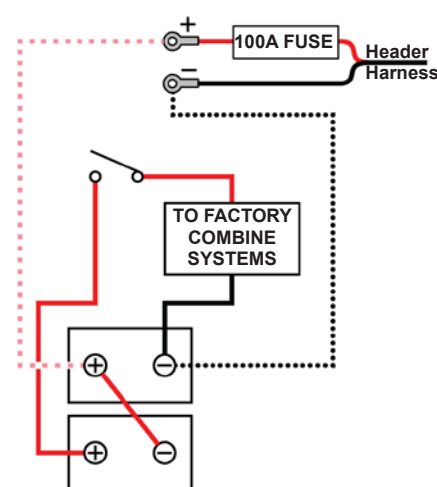 +
100A FUSE
Header
Harness
−
TO FACTORY
COMBINE
SYSTEMS
+ −
+ −